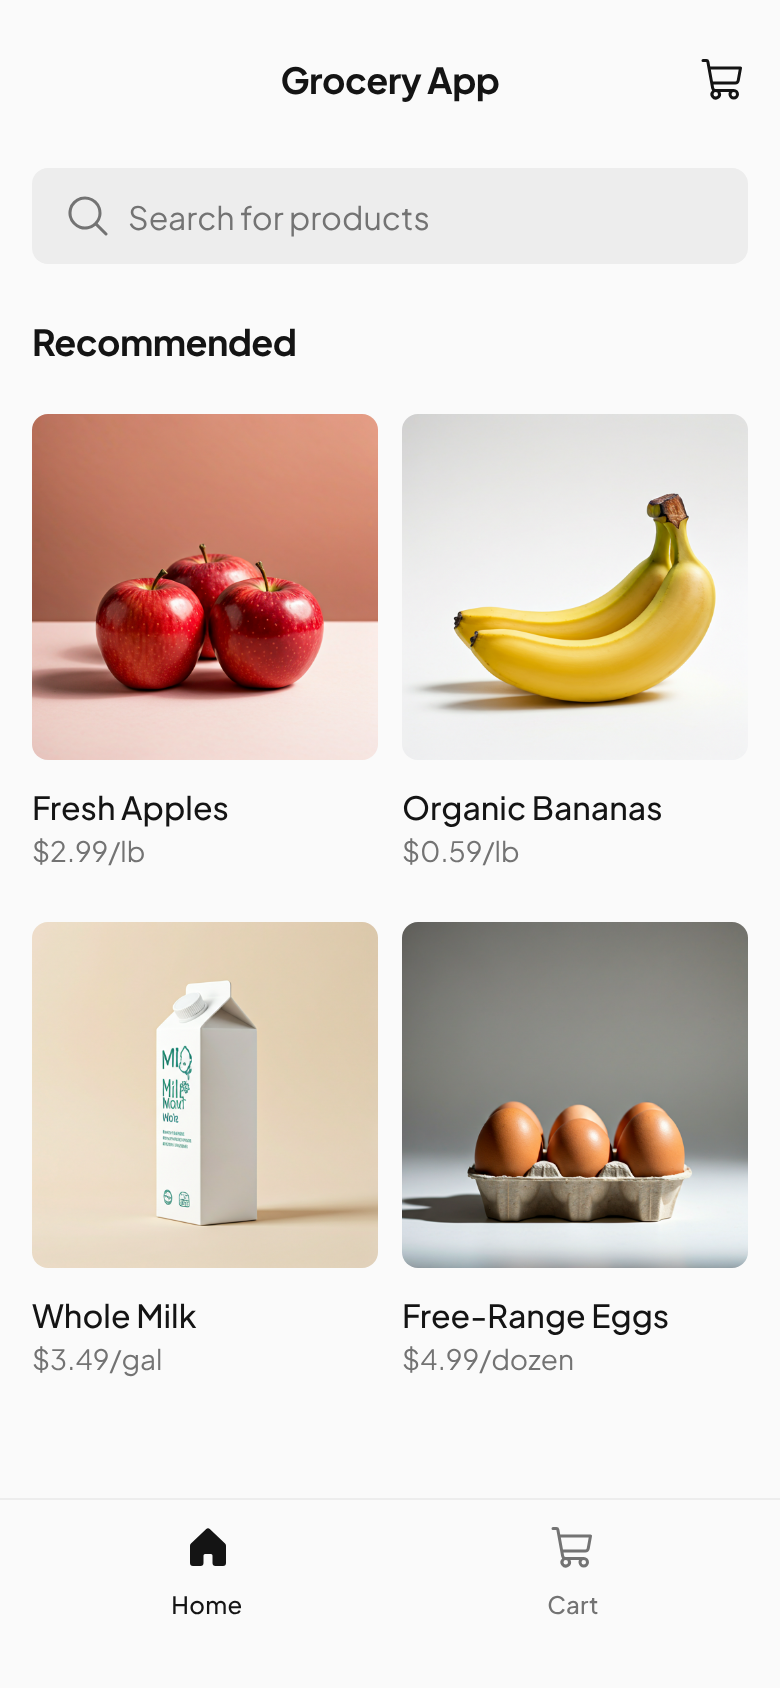 Grocery App
Search for products
Recommended
Fresh Apples
$2.99/lb
Organic Bananas
$0.59/lb
Whole Milk
$3.49/gal
Free-Range Eggs
$4.99/dozen
Home
Cart